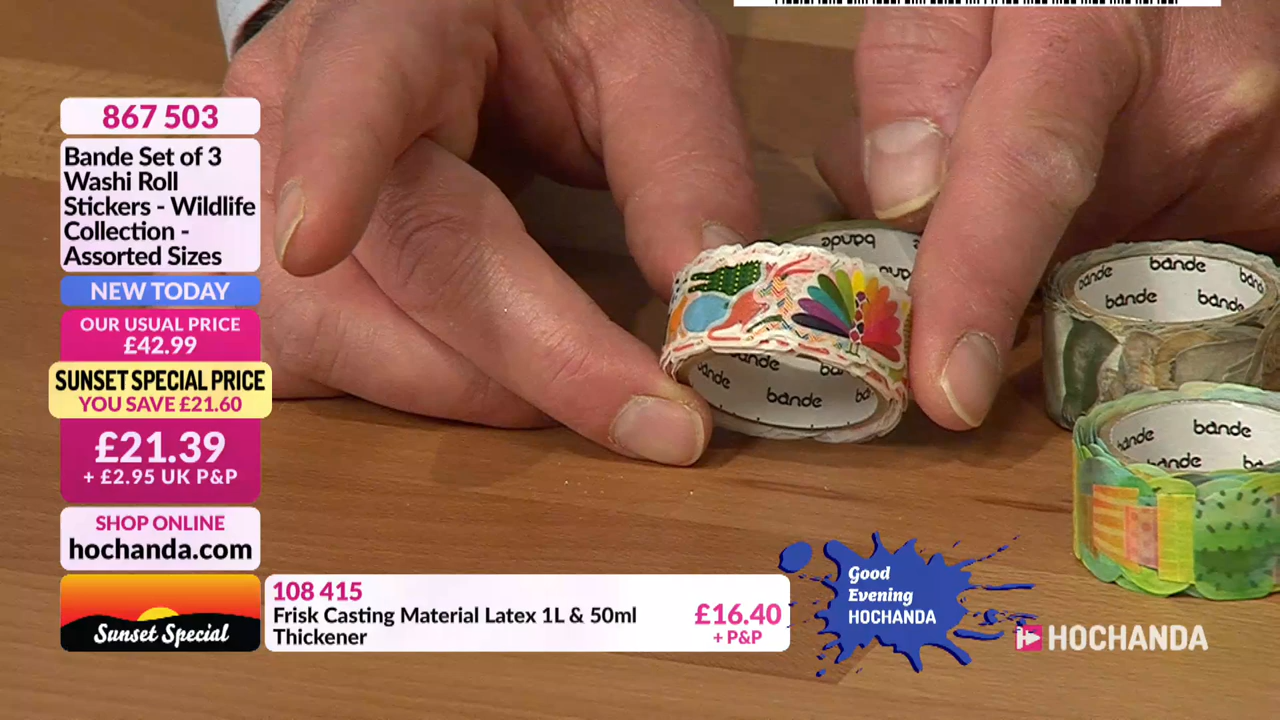 867 503
Bande Set of 3
Washi Roll
Stickers - Wildlife
Collection -
Assorted Sizes
NEW TODAY
OUR USUAL PRICE
£42.99
SUNSET SPECIAL PRICE
YOU SAVE £21.60
£21.39
+ £2.95 UK P&P
SHOP ONLINE
hochanda.com
Sunset Special
108 415
Frisk Casting Material Latex 1L & 50ml
Thickener
£16.40
+ P&P
Good
Evening
HOCHANDA
HOCHANDA
bande
bande
bande
bande
bande
bande
bande
bande
bande
bande